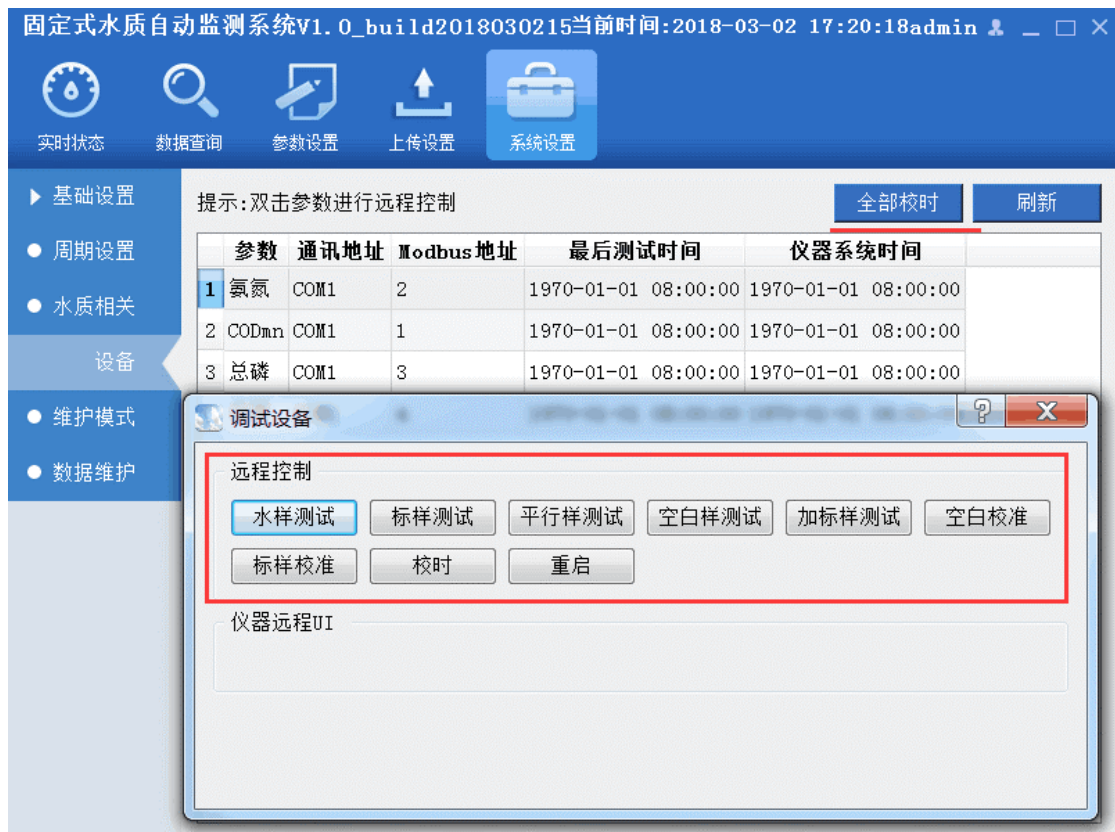 固定式水质自动监测系统V1.0_build2018030215当前时间:2018-03-02 17:20:18admin
实时状态 数据查询 参数设置 上传设置 系统设置
基础设置
周期设置
水质相关
设备
维护模式
数据维护
提示:双击参数进行远程控制 全部校时 刷新
参数 通讯地址 Modbus地址 最后测试时间 仪器系统时间
1 氨氮 COM1 2 1970-01-01 08:00:00 1970-01-01 08:00:00
2 CODmn COM1 1 1970-01-01 08:00:00 1970-01-01 08:00:00
3 总磷 COM1 3 1970-01-01 08:00:00 1970-01-01 08:00:00
调试设备
远程控制
水样测试 标样测试 平行样测试 空白样测试 加标样测试 空白校准
标样校准 校时 重启
仪器远程UI